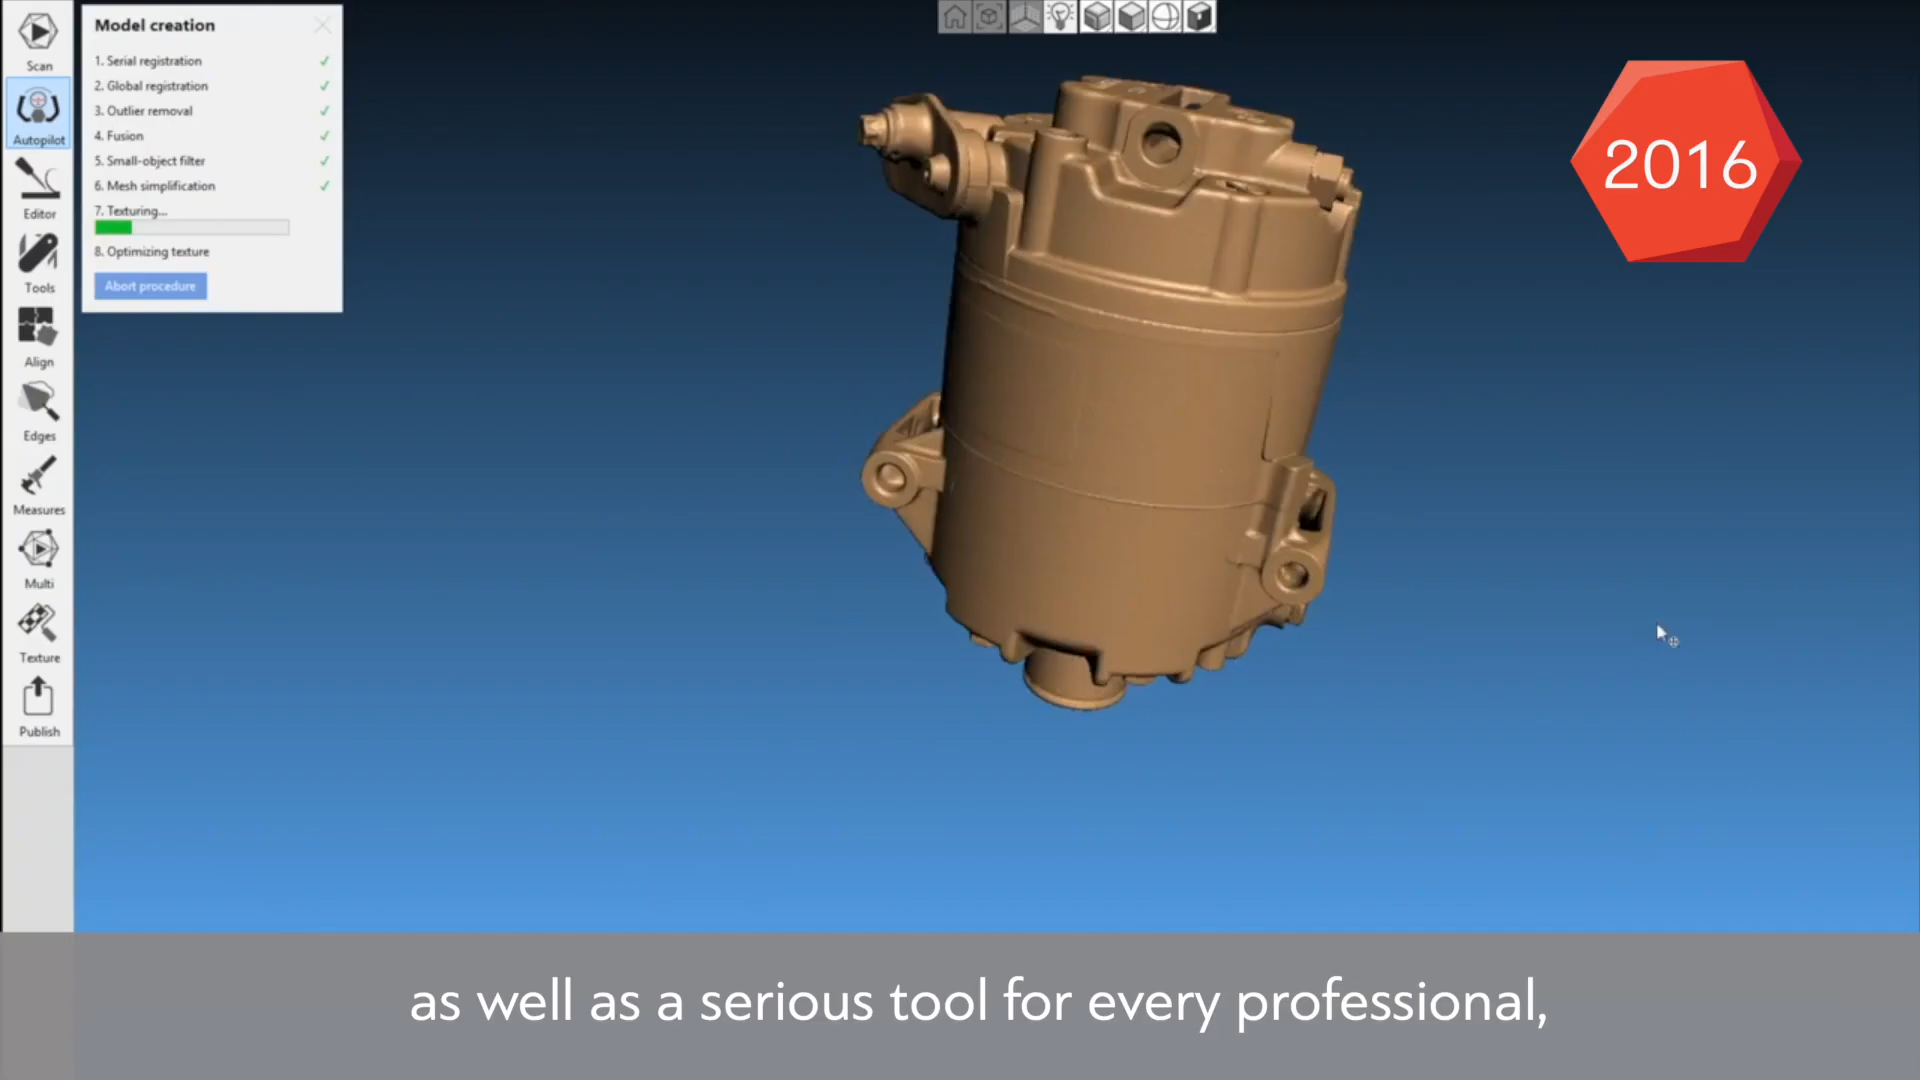 Scan
Autopilot
Editor
Tools
Align
Edges
Measures
Multi
Texture
Publish
Model creation
1. Serial registration
2. Global registration
3. Outlier removal
4. Fusion
5. Small-object filter
6. Mesh simplification
7. Texturing...
8. Optimizing texture
Abort procedure
2016
as well as a serious tool for every professional,